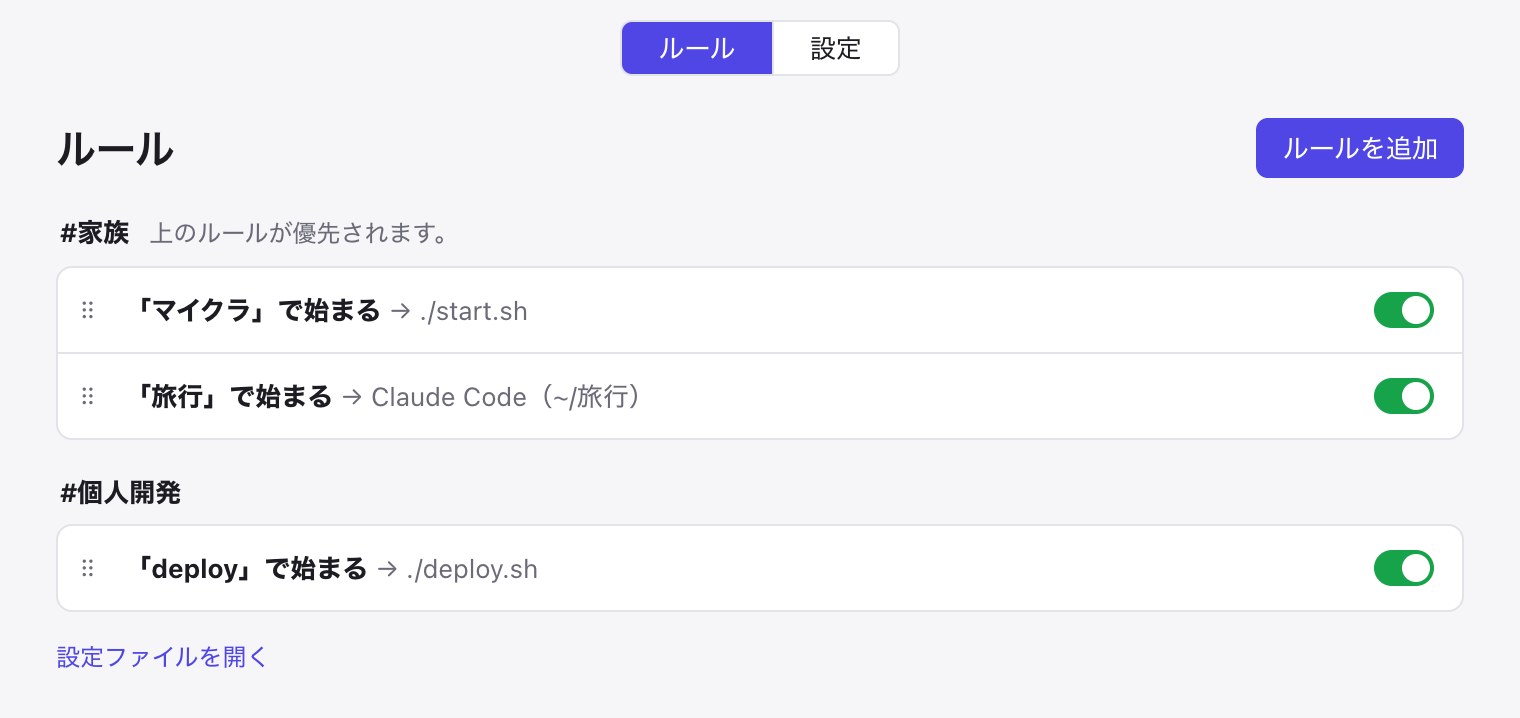 ルール 設定
ルール ルールを追加
#家族 上のルールが優先されます。
「マイクラ」で始まる → ./start.sh
「旅行」で始まる → Claude Code（~/旅行）
#個人開発
「deploy」で始まる → ./deploy.sh
設定ファイルを開く